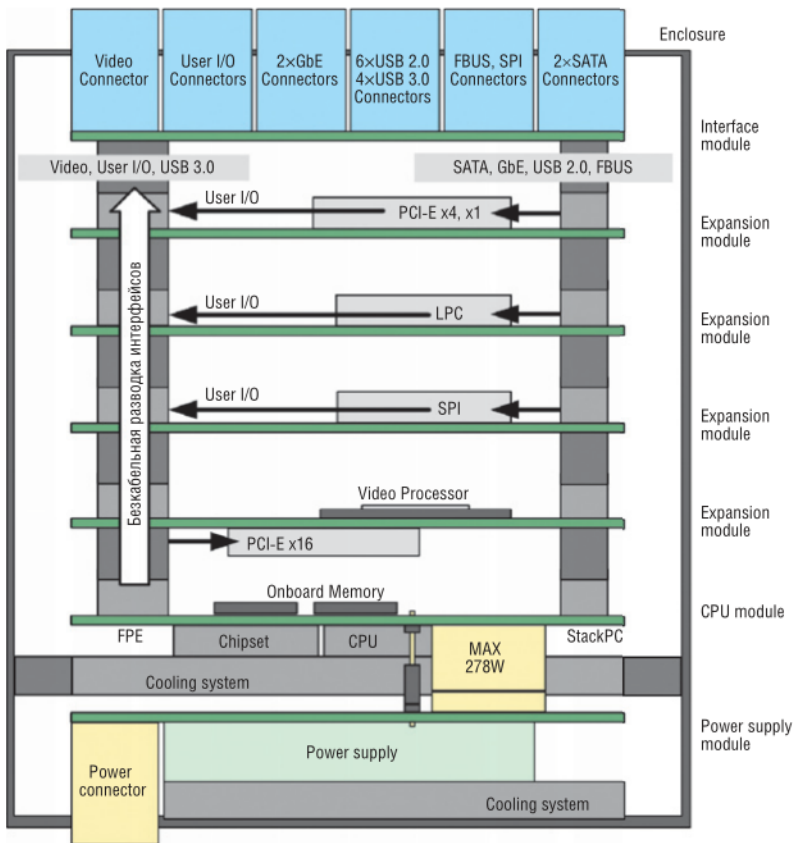 Enclosure
Video
Connector
User I/O
Connectors
2×GbE
Connectors
6×USB 2.0
4×USB 3.0
Connectors
FBUS, SPI
Connectors
2×SATA
Connectors
Interface
module
Video, User I/O, USB 3.0
SATA, GbE, USB 2.0, FBUS
User I/O
PCI-E x4, x1
Expansion
module
User I/O
LPC
Expansion
module
User I/O
SPI
Expansion
module
Безкабельная разводка интерфейсов
Video Processor
Expansion
module
PCI-E x16
Onboard Memory
CPU module
FPE
Chipset
CPU
MAX
278W
StackPC
Cooling system
Power supply
module
Power supply
Power
connector
Cooling system